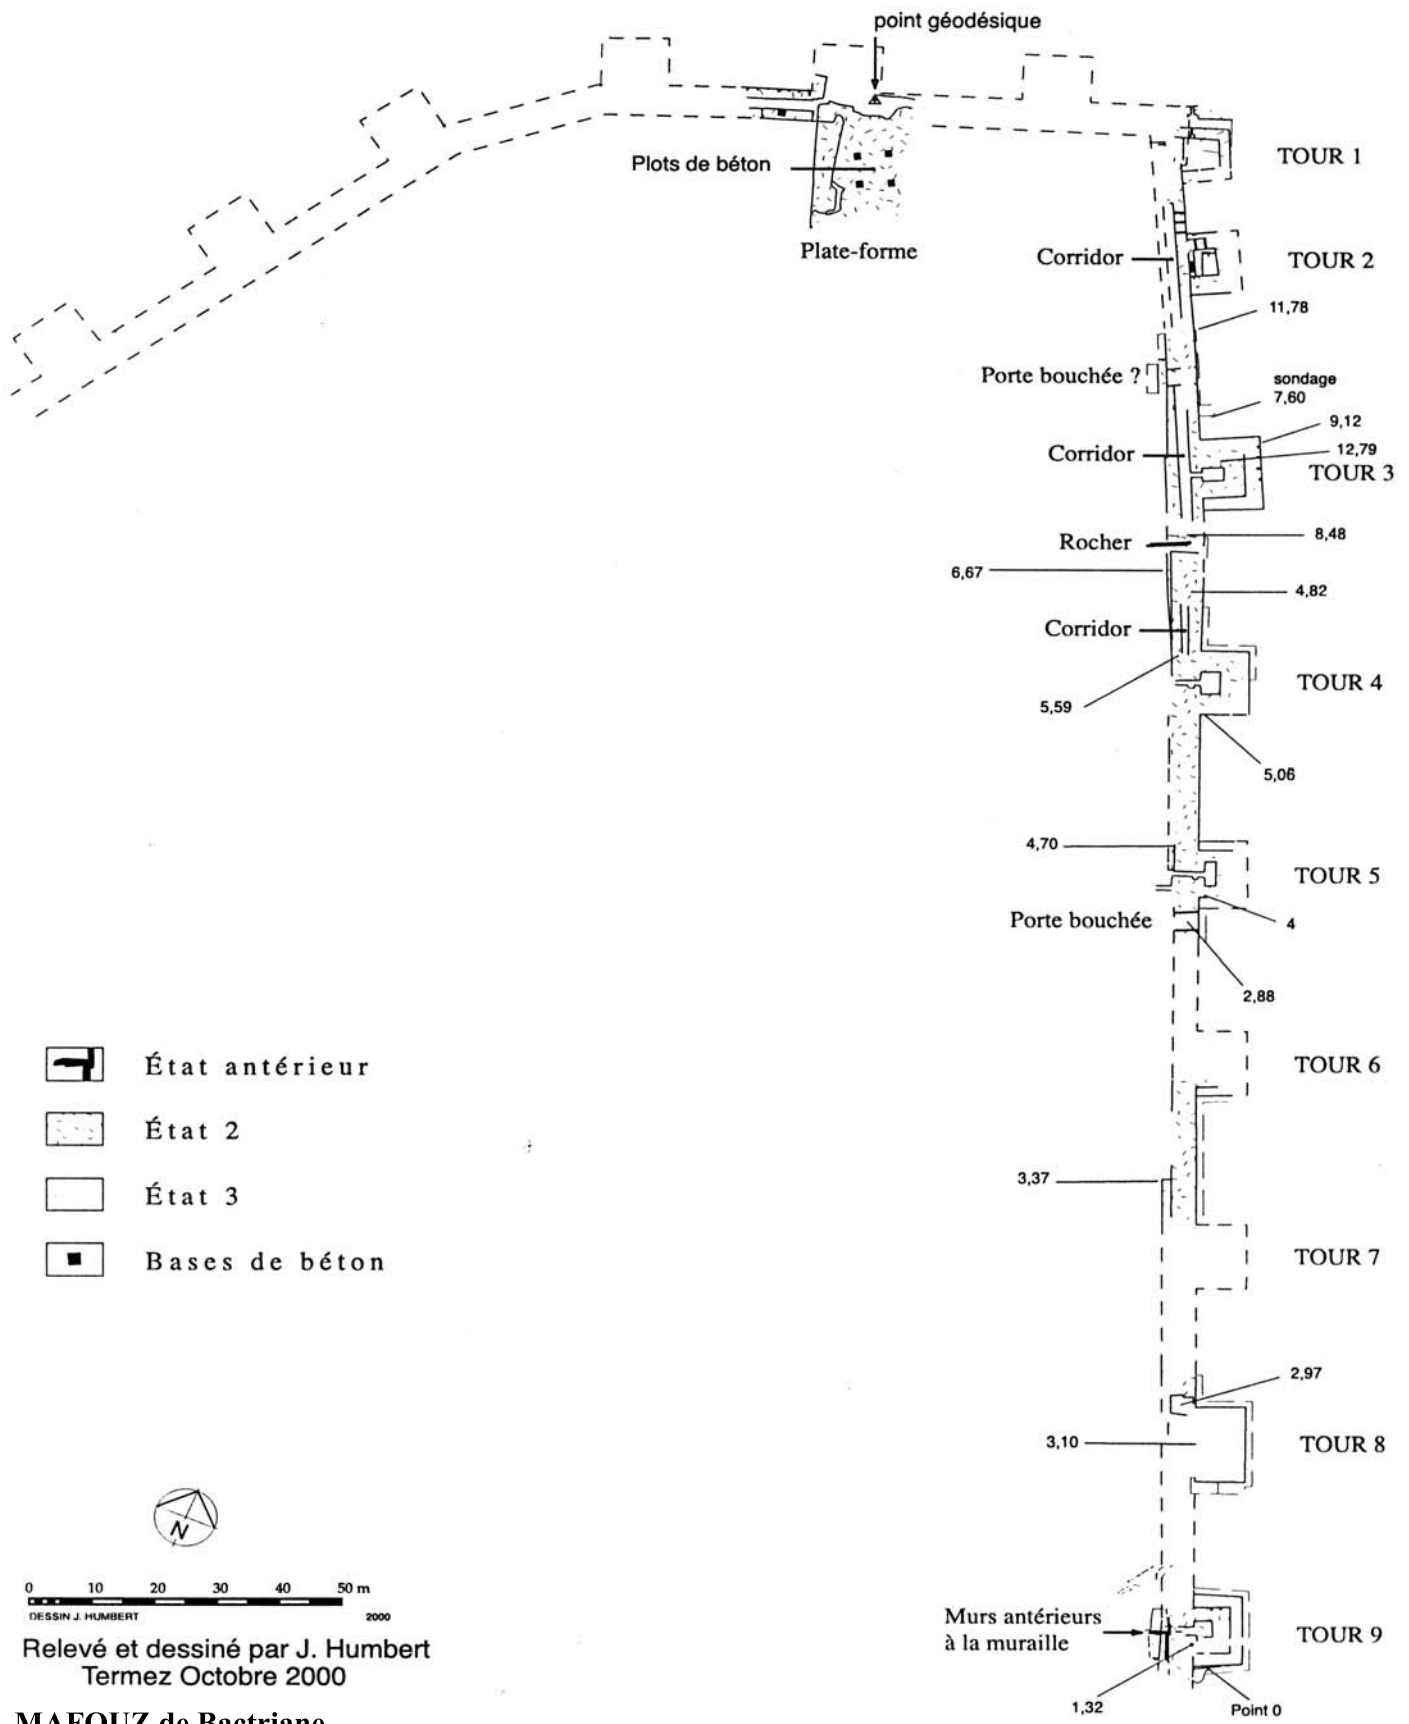 point géodésique
TOUR 1
Plots de béton
Plate-forme
Corridor
TOUR 2
11,78
Porte bouchée ?
sondage
7,60
9,12
Corridor
12,79
TOUR 3
Rocher
8,48
6,67
4,82
Corridor
TOUR 4
5,59
5,06
4,70
TOUR 5
Porte bouchée
4
2,88
État antérieur
TOUR 6
État 2
État 3
3,37
Bases de béton
TOUR 7
2,97
3,10
TOUR 8
N
0 10 20 30 40 50 m
DESSIN J. HUMBERT 2000
Murs antérieurs
à la muraille
TOUR 9
Relevé et dessiné par J. Humbert
Termez Octobre 2000
1,32
Point 0
MAFOUZ de Bactriane